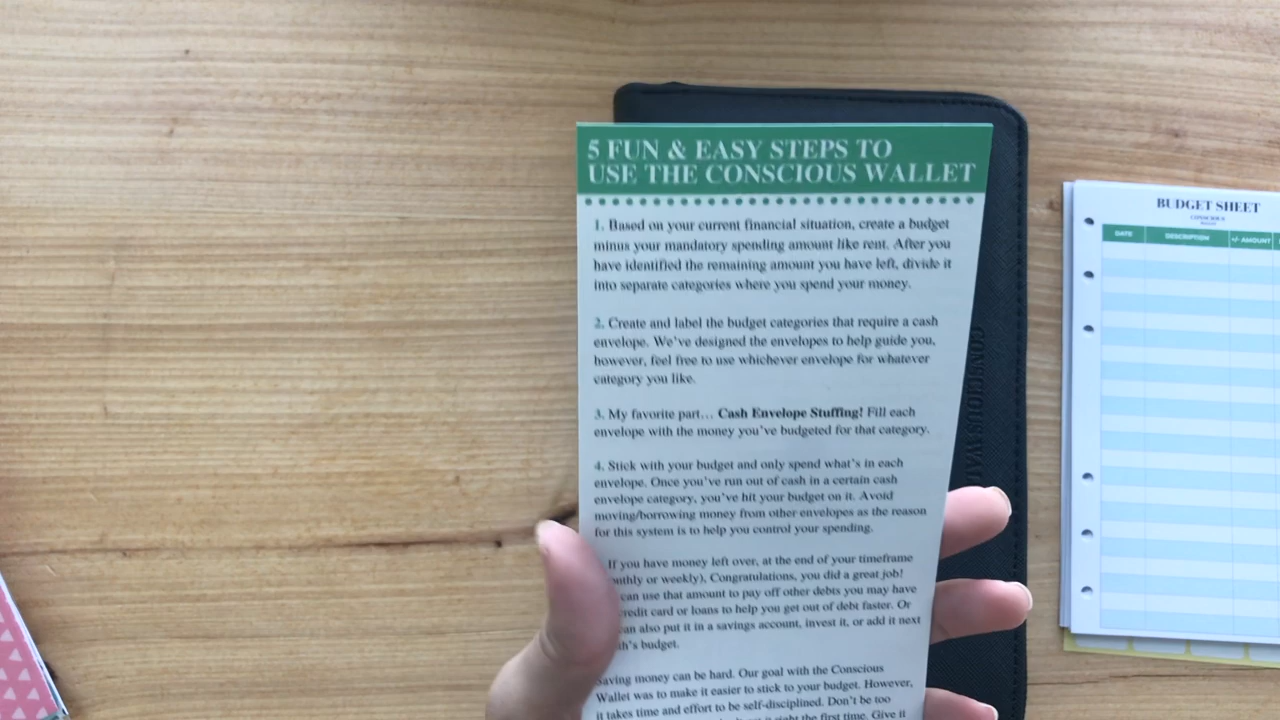 5 FUN & EASY STEPS TO
USE THE CONSCIOUS WALLET
1. Based on your current financial situation, create a budget
minus your mandatory spending amount like rent. After you
have identified the remaining amount you have left, divide it
into separate categories where you spend your money.
2. Create and label the budget categories that require a cash
envelope. We've designed the envelopes to help guide you,
however, feel free to use whichever envelope for whatever
category you like.
3. My favorite part... Cash Envelope Stuffing! Fill each
envelope with the money you've budgeted for that category.
4. Stick with your budget and only spend what's in each
envelope. Once you've run out of cash in a certain cash
envelope category, you've hit your budget on it. Avoid
moving/borrowing money from other envelopes as the reason
for this system is to help you control your spending.
If you have money left over, at the end of your timeframe
or weekly), Congratulations, you did a great job!
can use that amount to pay off other debts you may have
card or loans to help you get out of debt faster. Or
also put it in a savings account, invest it, or add it next
budget.
Saving money can be hard. Our goal with the Conscious
Wallet was to make it easier to stick to your budget. However,
it takes time and effort to be self-disciplined. Don't be too
right the first time. Give it
CONSCIOUS
BUDGET SHEET
CONSCIOUS
DATE DESCRIPTION +/- AMOUNT